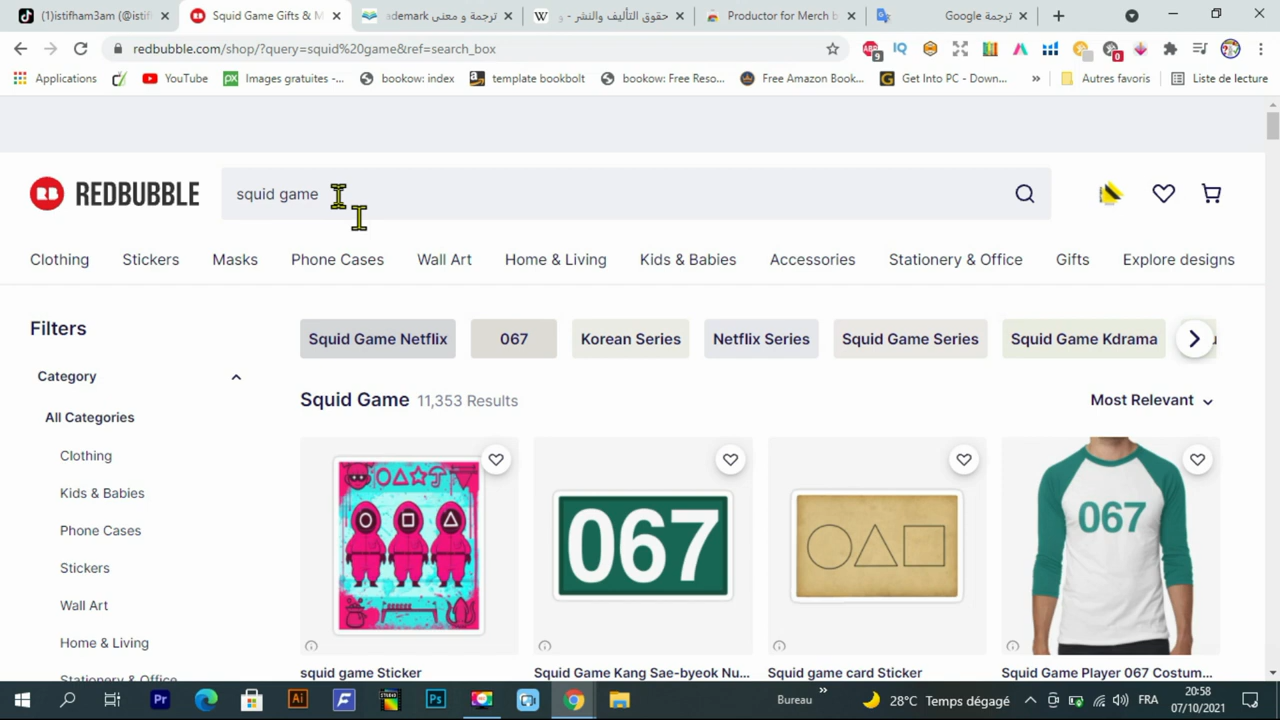 (1)istifham3am (@istif
Squid Game Gifts & M
ترجمة و معنى ademark
حقوق التأليف والنشر - و
Productor for Merch b
ترجمة Google
redbubble.com/shop/?query=squid%20game&ref=search_box
Applications
YouTube
Images gratuites -...
bookow: index
template bookbolt
bookow: Free Reso...
Free Amazon Book...
Get Into PC - Down...
»
Autres favoris
Liste de lecture
RB REDBUBBLE
squid game
Clothing
Stickers
Masks
Phone Cases
Wall Art
Home & Living
Kids & Babies
Accessories
Stationery & Office
Gifts
Explore designs
Filters
Squid Game Netflix
067
Korean Series
Netflix Series
Squid Game Series
Squid Game Kdrama
Category
All Categories
Clothing
Kids & Babies
Phone Cases
Stickers
Wall Art
Home & Living
Stationery & Office
Squid Game 11,353 Results
Most Relevant
067
067
squid game Sticker
Squid Game Kang Sae-byeok Nu...
Squid game card Sticker
Squid Game Player 067 Costum...
Bureau
»
28°C Temps dégagé
FRA
20:58
07/10/2021